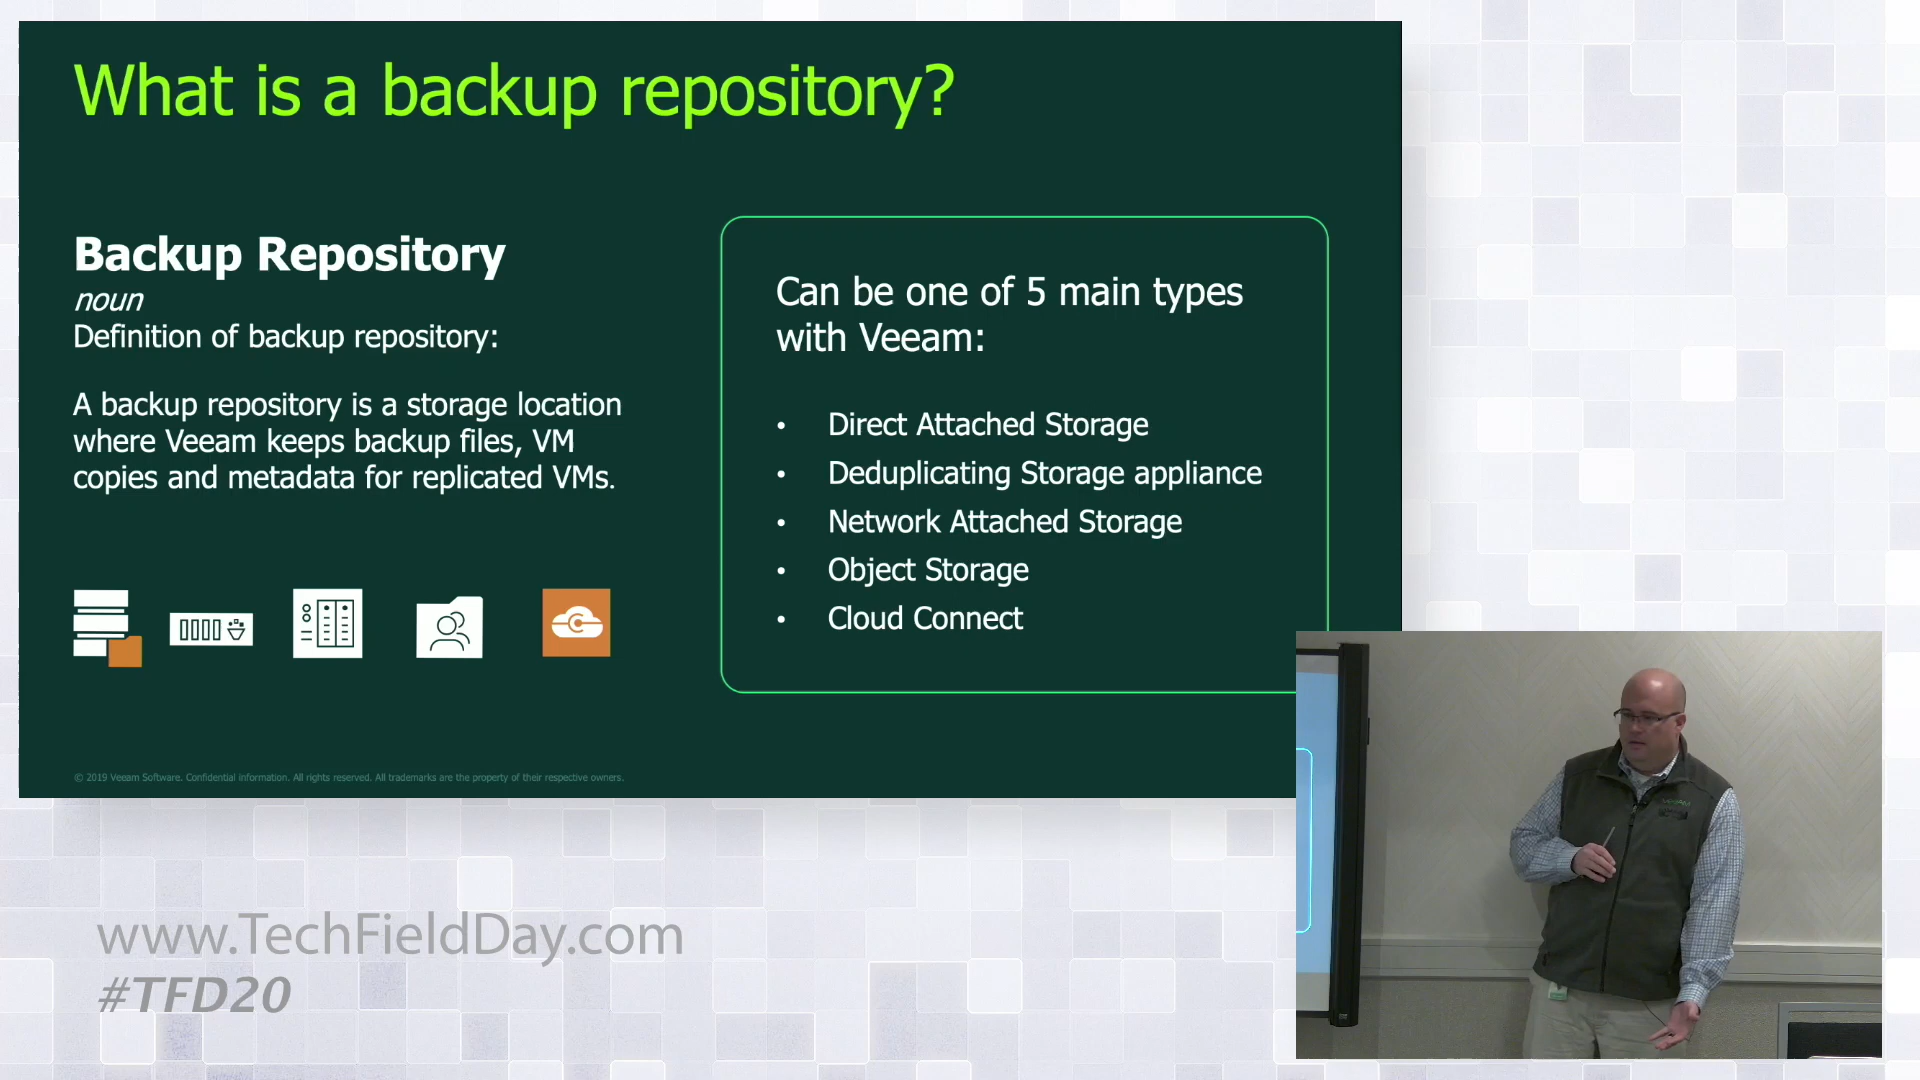 What is a backup repository?
Backup Repository
noun
Definition of backup repository:
A backup repository is a storage location
where Veeam keeps backup files, VM
copies and metadata for replicated VMs.
Can be one of 5 main types
with Veeam:
• Direct Attached Storage
• Deduplicating Storage appliance
• Network Attached Storage
• Object Storage
• Cloud Connect
© 2019 Veeam Software. Confidential information. All rights reserved. All trademarks are the property of their respective owners.
www.TechFieldDay.com
#TFD20